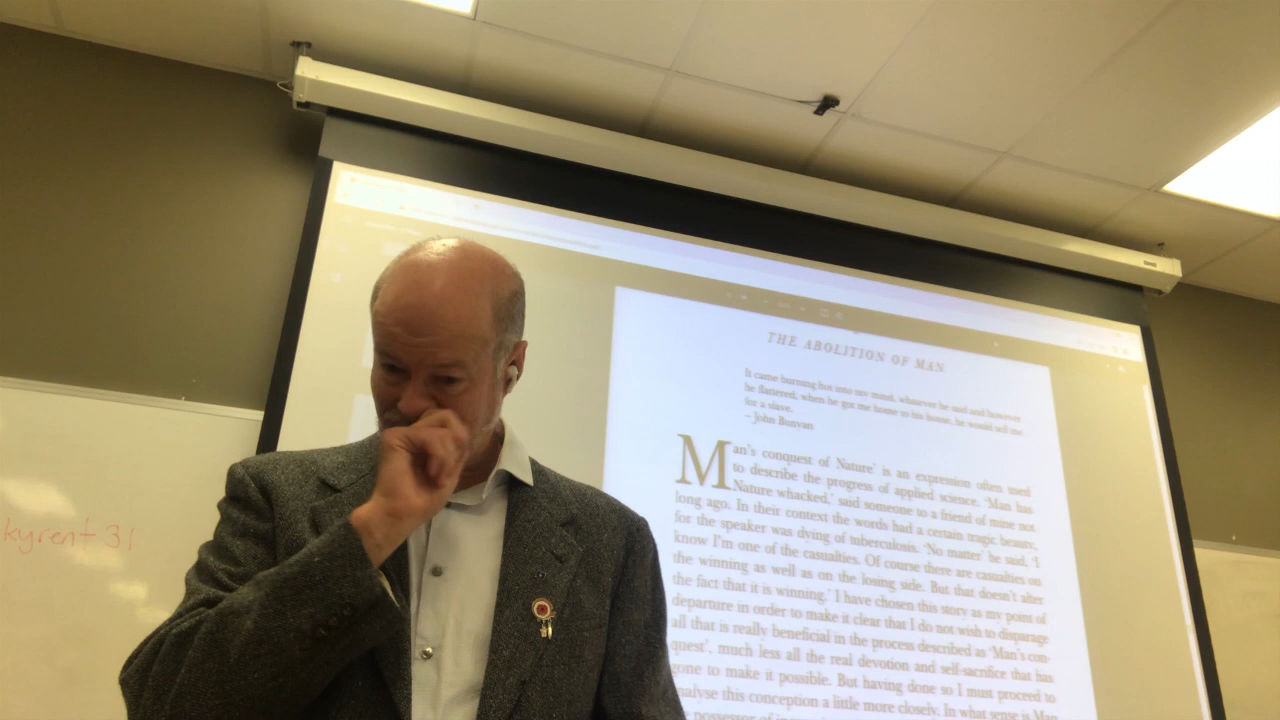 kyrent 31
THE ABOLITION OF MAN
It came burning hot into my mind, whatever he said and however
he flattered, when he got me home to his house, he would sell me
for a slave.
– John Bunyan
Man's conquest of Nature' is an expression often used
to describe the progress of applied science. 'Man has
Nature whacked,' said someone to a friend of mine not
long ago. In their context the words had a certain tragic beauty,
for the speaker was dying of tuberculosis. 'No matter' he said, 'I
know I'm one of the casualties. Of course there are casualties on
the winning as well as on the losing side. But that doesn't alter
the fact that it is winning.' I have chosen this story as my point of
departure in order to make it clear that I do not wish to disparage
all that is really beneficial in the process described as 'Man's con-
quest', much less all the real devotion and self-sacrifice that has
gone to make it possible. But having done so I must proceed to
analyse this conception a little more closely. In what sense is Man
possessor of